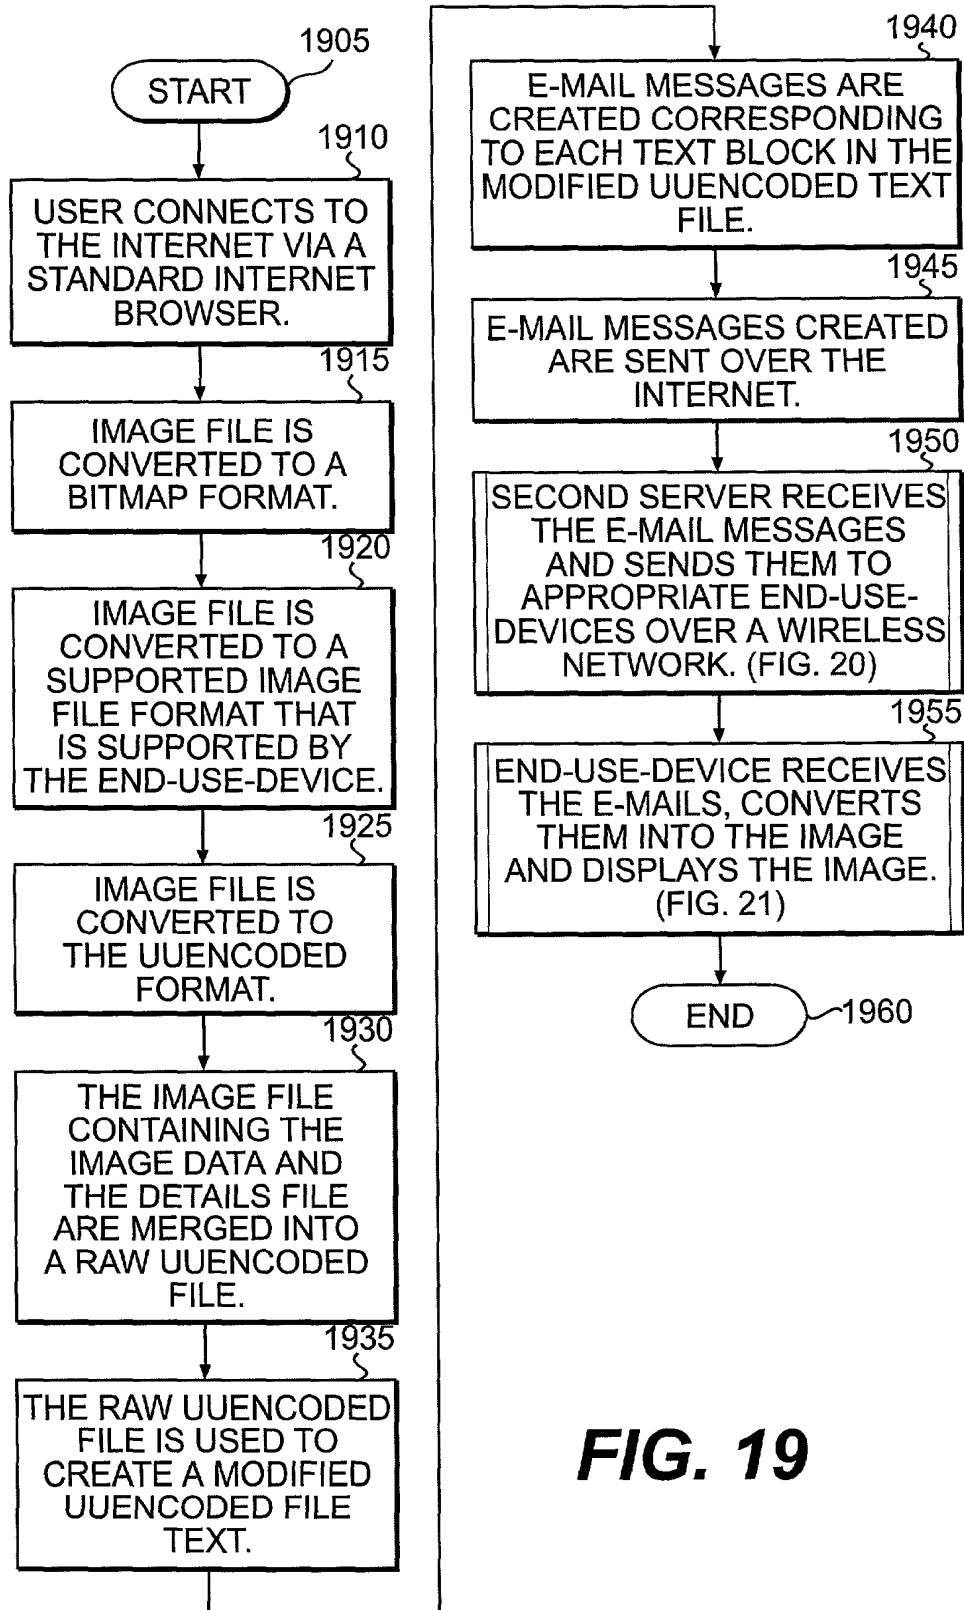 1905
START
1910
USER CONNECTS TO
THE INTERNET VIA A
STANDARD INTERNET
BROWSER.
1915
IMAGE FILE IS
CONVERTED TO A
BITMAP FORMAT.
1920
IMAGE FILE IS
CONVERTED TO A
SUPPORTED IMAGE
FILE FORMAT THAT
IS SUPPORTED BY
THE END-USE-DEVICE.
1925
IMAGE FILE IS
CONVERTED TO
THE UUENCODED
FORMAT.
1930
THE IMAGE FILE
CONTAINING THE
IMAGE DATA AND
THE DETAILS FILE
ARE MERGED INTO
A RAW UUENCODED
FILE.
1935
THE RAW UUENCODED
FILE IS USED TO
CREATE A MODIFIED
UUENCODED FILE
TEXT.
1940
E-MAIL MESSAGES ARE
CREATED CORRESPONDING
TO EACH TEXT BLOCK IN THE
MODIFIED UUENCODED TEXT
FILE.
1945
E-MAIL MESSAGES CREATED
ARE SENT OVER THE
INTERNET.
1950
SECOND SERVER RECEIVES
THE E-MAIL MESSAGES
AND SENDS THEM TO
APPROPRIATE END-USE-
DEVICES OVER A WIRELESS
NETWORK. (FIG. 20)
1955
END-USE-DEVICE RECEIVES
THE E-MAILS, CONVERTS
THEM INTO THE IMAGE
AND DISPLAYS THE IMAGE.
(FIG. 21)
END
1960
FIG. 19